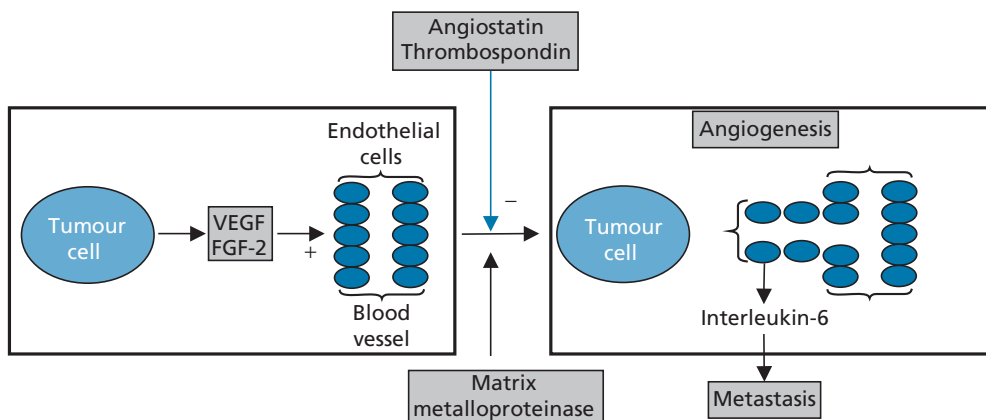 Angiostatin
Thrombospondin
Endothelial
cells
Tumour
cell
VEGF
FGF-2
+
Blood
vessel
–
Matrix
metalloproteinase
Angiogenesis
Tumour
cell
Interleukin-6
Metastasis